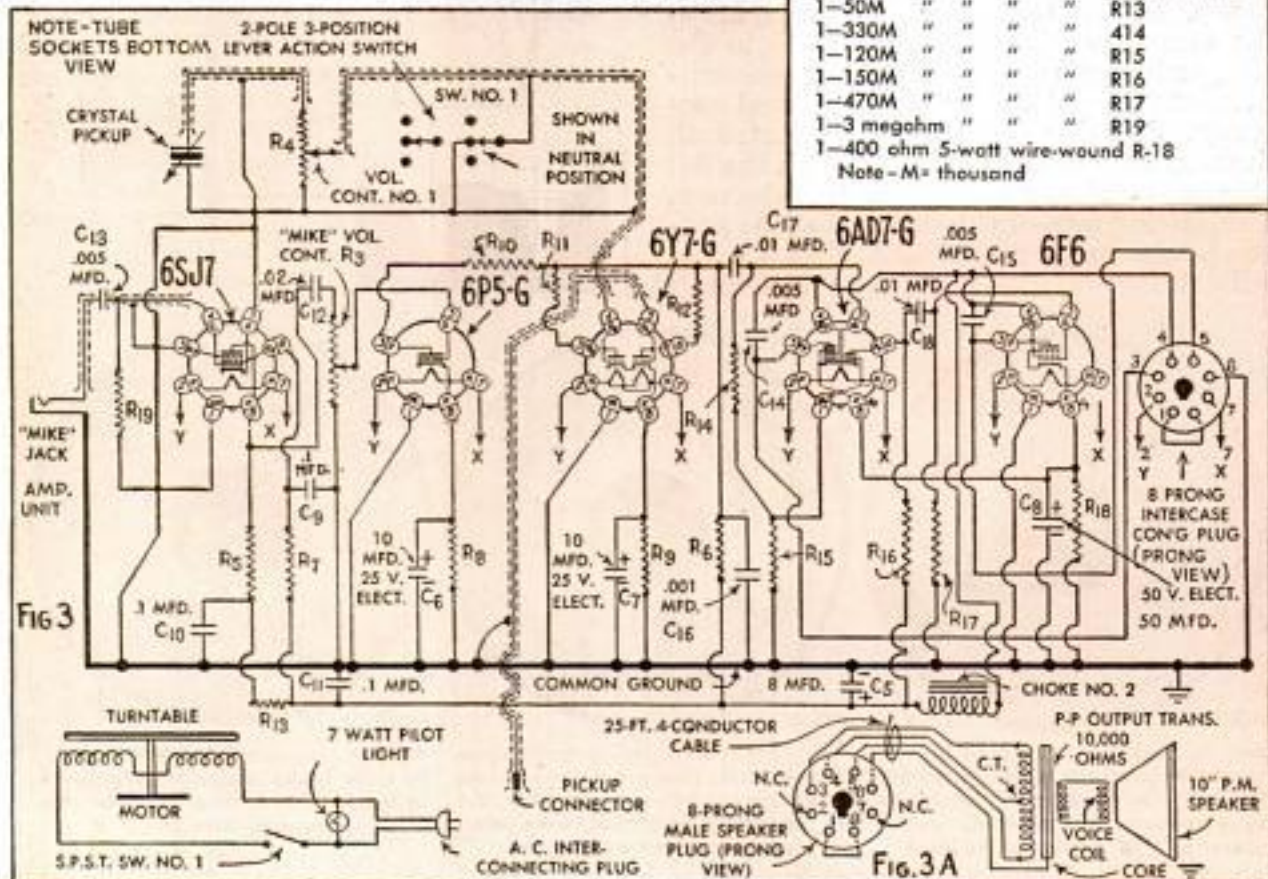 1—50M " " " " R13
1—330M " " " " 414
1—120M " " " " R15
1—150M " " " " R16
1—470M " " " " R17
1—3 megohm " " " R19
1—400 ohm 5-watt wire-wound R-18
Note-M= thousand
NOTE-TUBE
SOCKETS BOTTOM
VIEW
2-POLE 3-POSITION
LEVER ACTION SWITCH
SW. NO. 1
CRYSTAL
PICKUP
R4
VOL.
CONT. NO. 1
SHOWN
IN
NEUTRAL
POSITION
C13
.005
MFD.
6SJ7
"MIKE" VOL.
CONT. R3
.02
MFD
C12
R10
6P5-G
R11
6Y7-G
R12
C17
.01 MFD.
6AD7-G
.005
MFD
C14
.01 MFD
C18
.005
MFD.
C15
6F6
4
5
3
6
2
7
1
8
"MIKE"
JACK
AMP.
UNIT
R19
Y
X
.1
MFD.
C9
Y
X
Y
X
R14
Y
X
Y
X
2
Y
7
X
8 PRONG
INTERCASE
CON'G PLUG
(PRONG
VIEW)
50 V. ELECT.
50 MFD.
R5
R7
10
MFD.
25 V.
ELECT.
C6
R8
10
MFD.
25 V.
ELECT.
C7
R9
R6
.001
MFD.
C16
R15
R16
R17
C8
R18
FIG 3
.1 MFD.
C10
C11
.1 MFD.
COMMON GROUND
8 MFD.
C5
CHOKE NO. 2
R13
TURNTABLE
MOTOR
7 WATT PILOT
LIGHT
S.P.S.T. SW. NO. 1
A. C. INTER-
CONNECTING PLUG
PICKUP
CONNECTOR
25-FT. 4-CONDUCTOR
CABLE
N.C.
N.C.
8-PRONG
MALE SPEAKER
PLUG (PRONG
VIEW)
FIG. 3 A
C.T.
P-P OUTPUT TRANS.
10,000
OHMS
VOICE
COIL
CORE
10" P.M.
SPEAKER